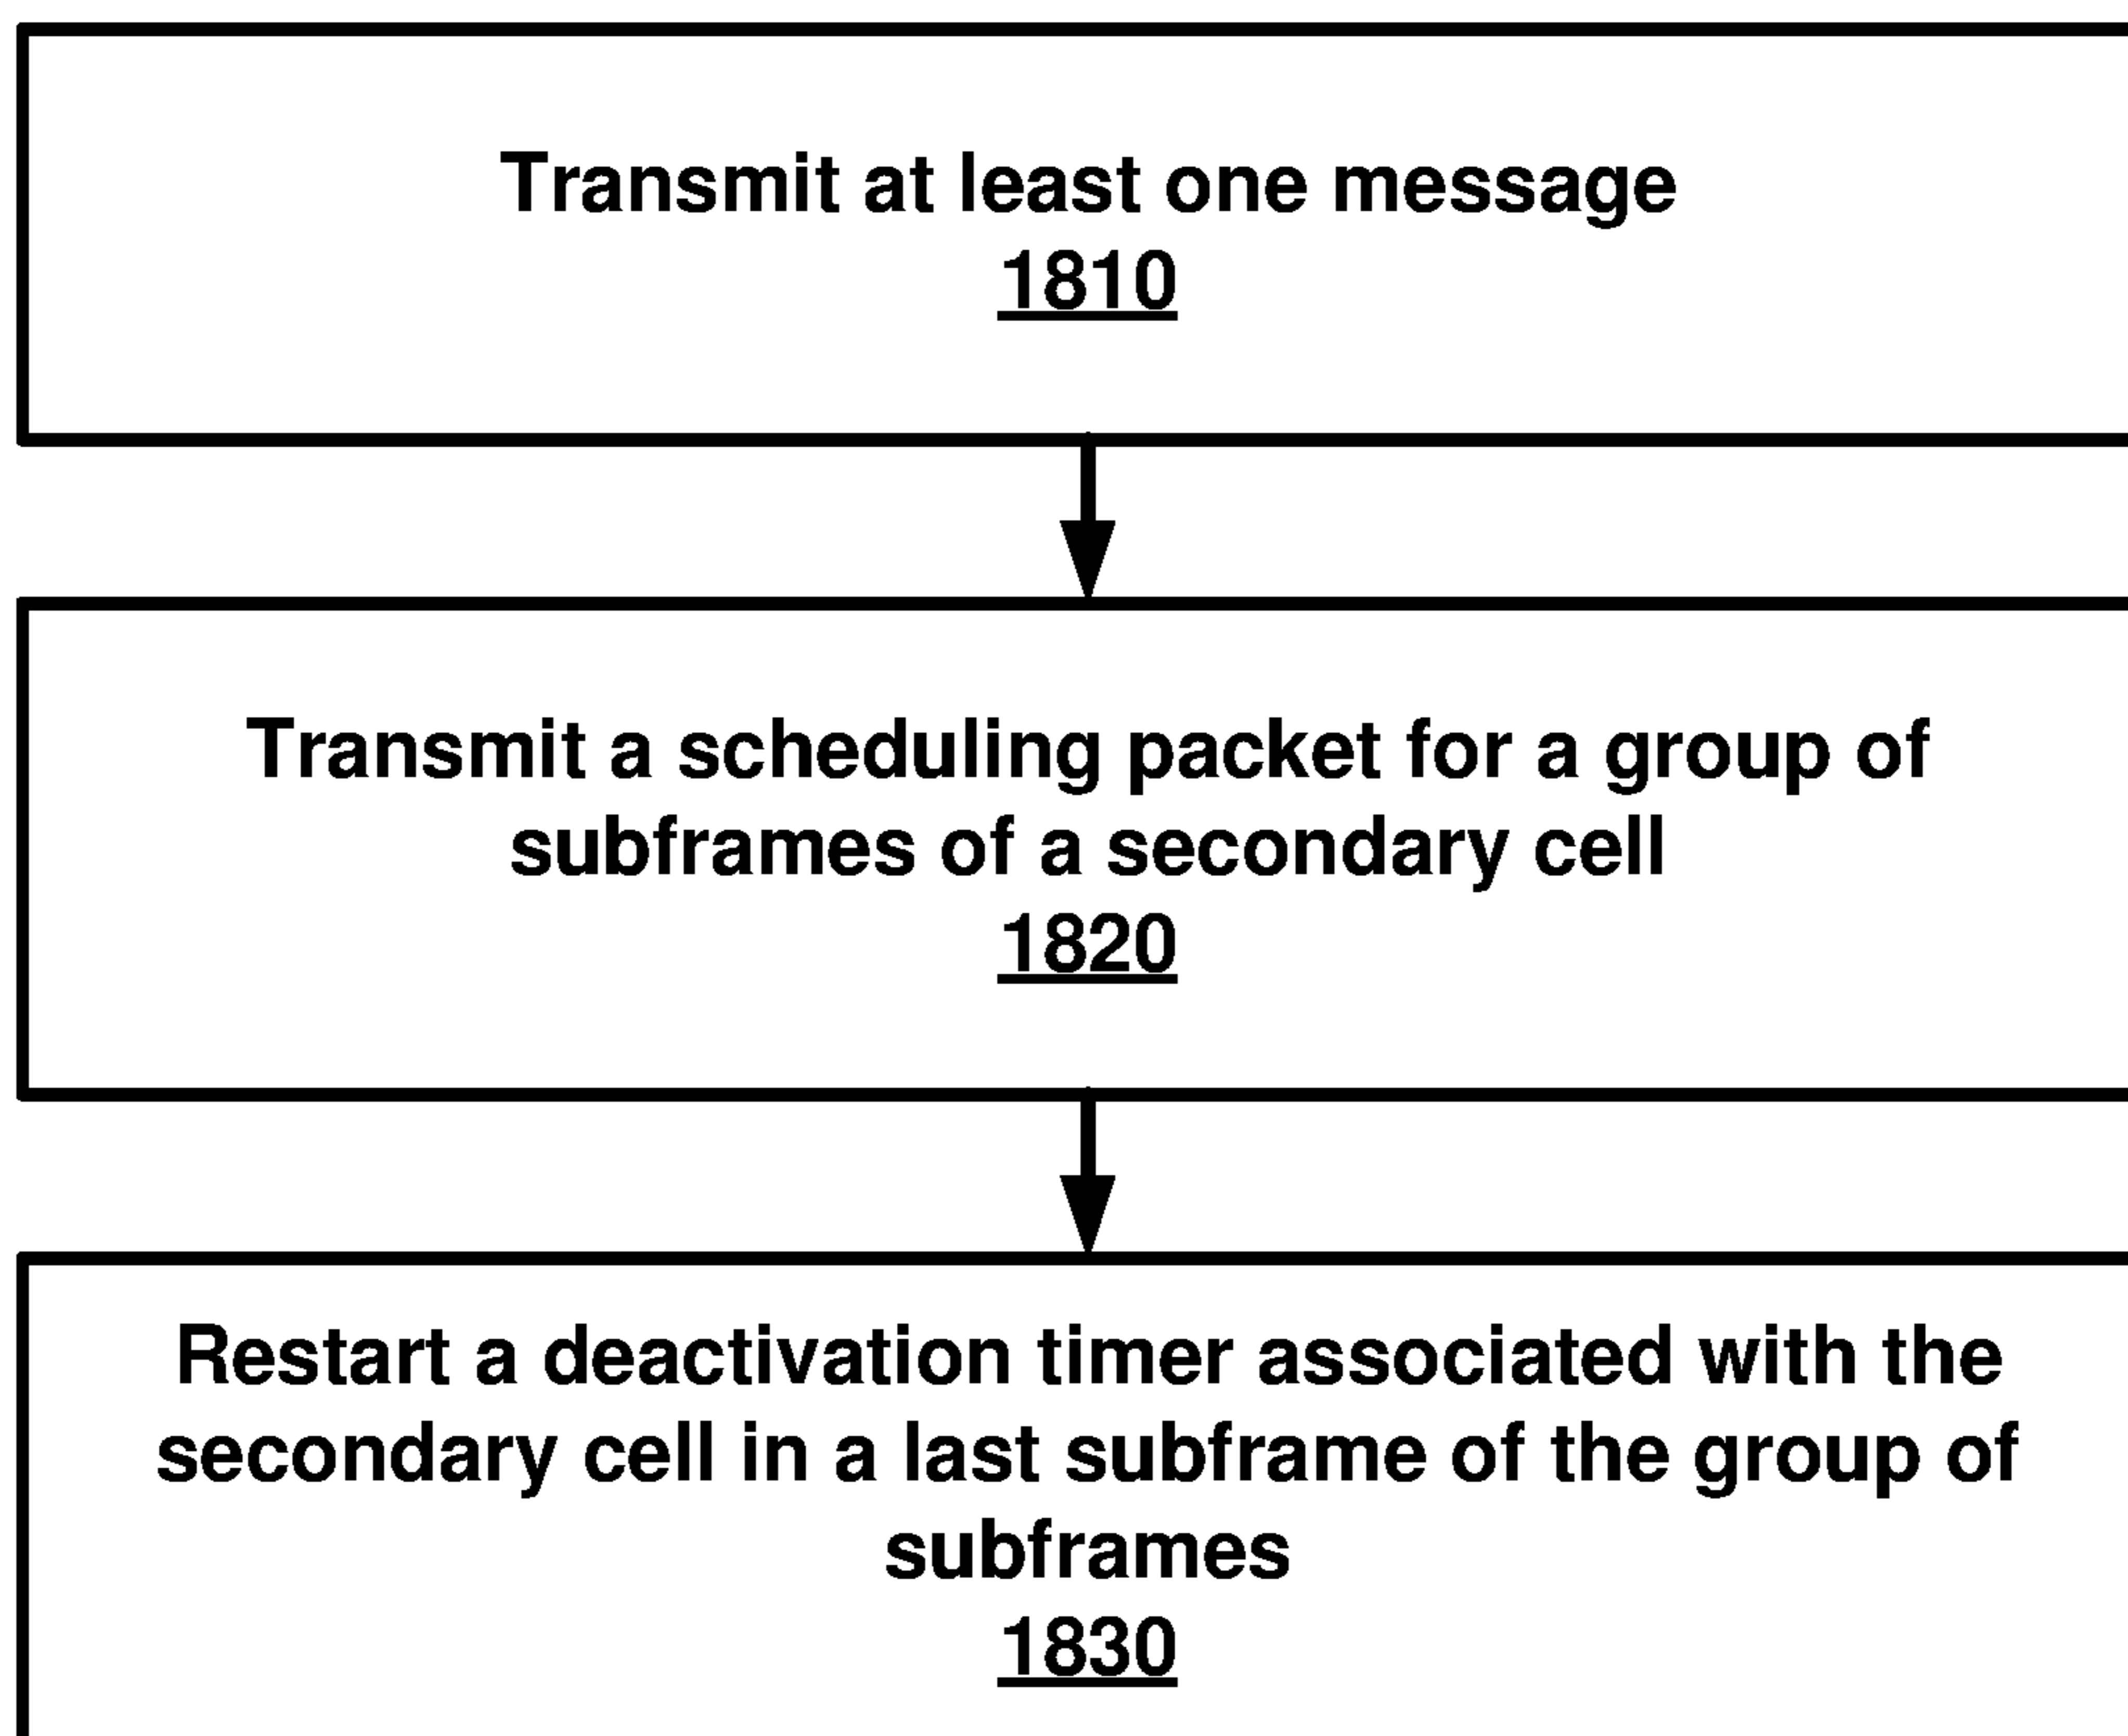 Transmit at least one message
1810
Transmit a scheduling packet for a group of
subframes of a secondary cell
1820
Restart a deactivation timer associated with the
secondary cell in a last subframe of the group of
subframes
1830